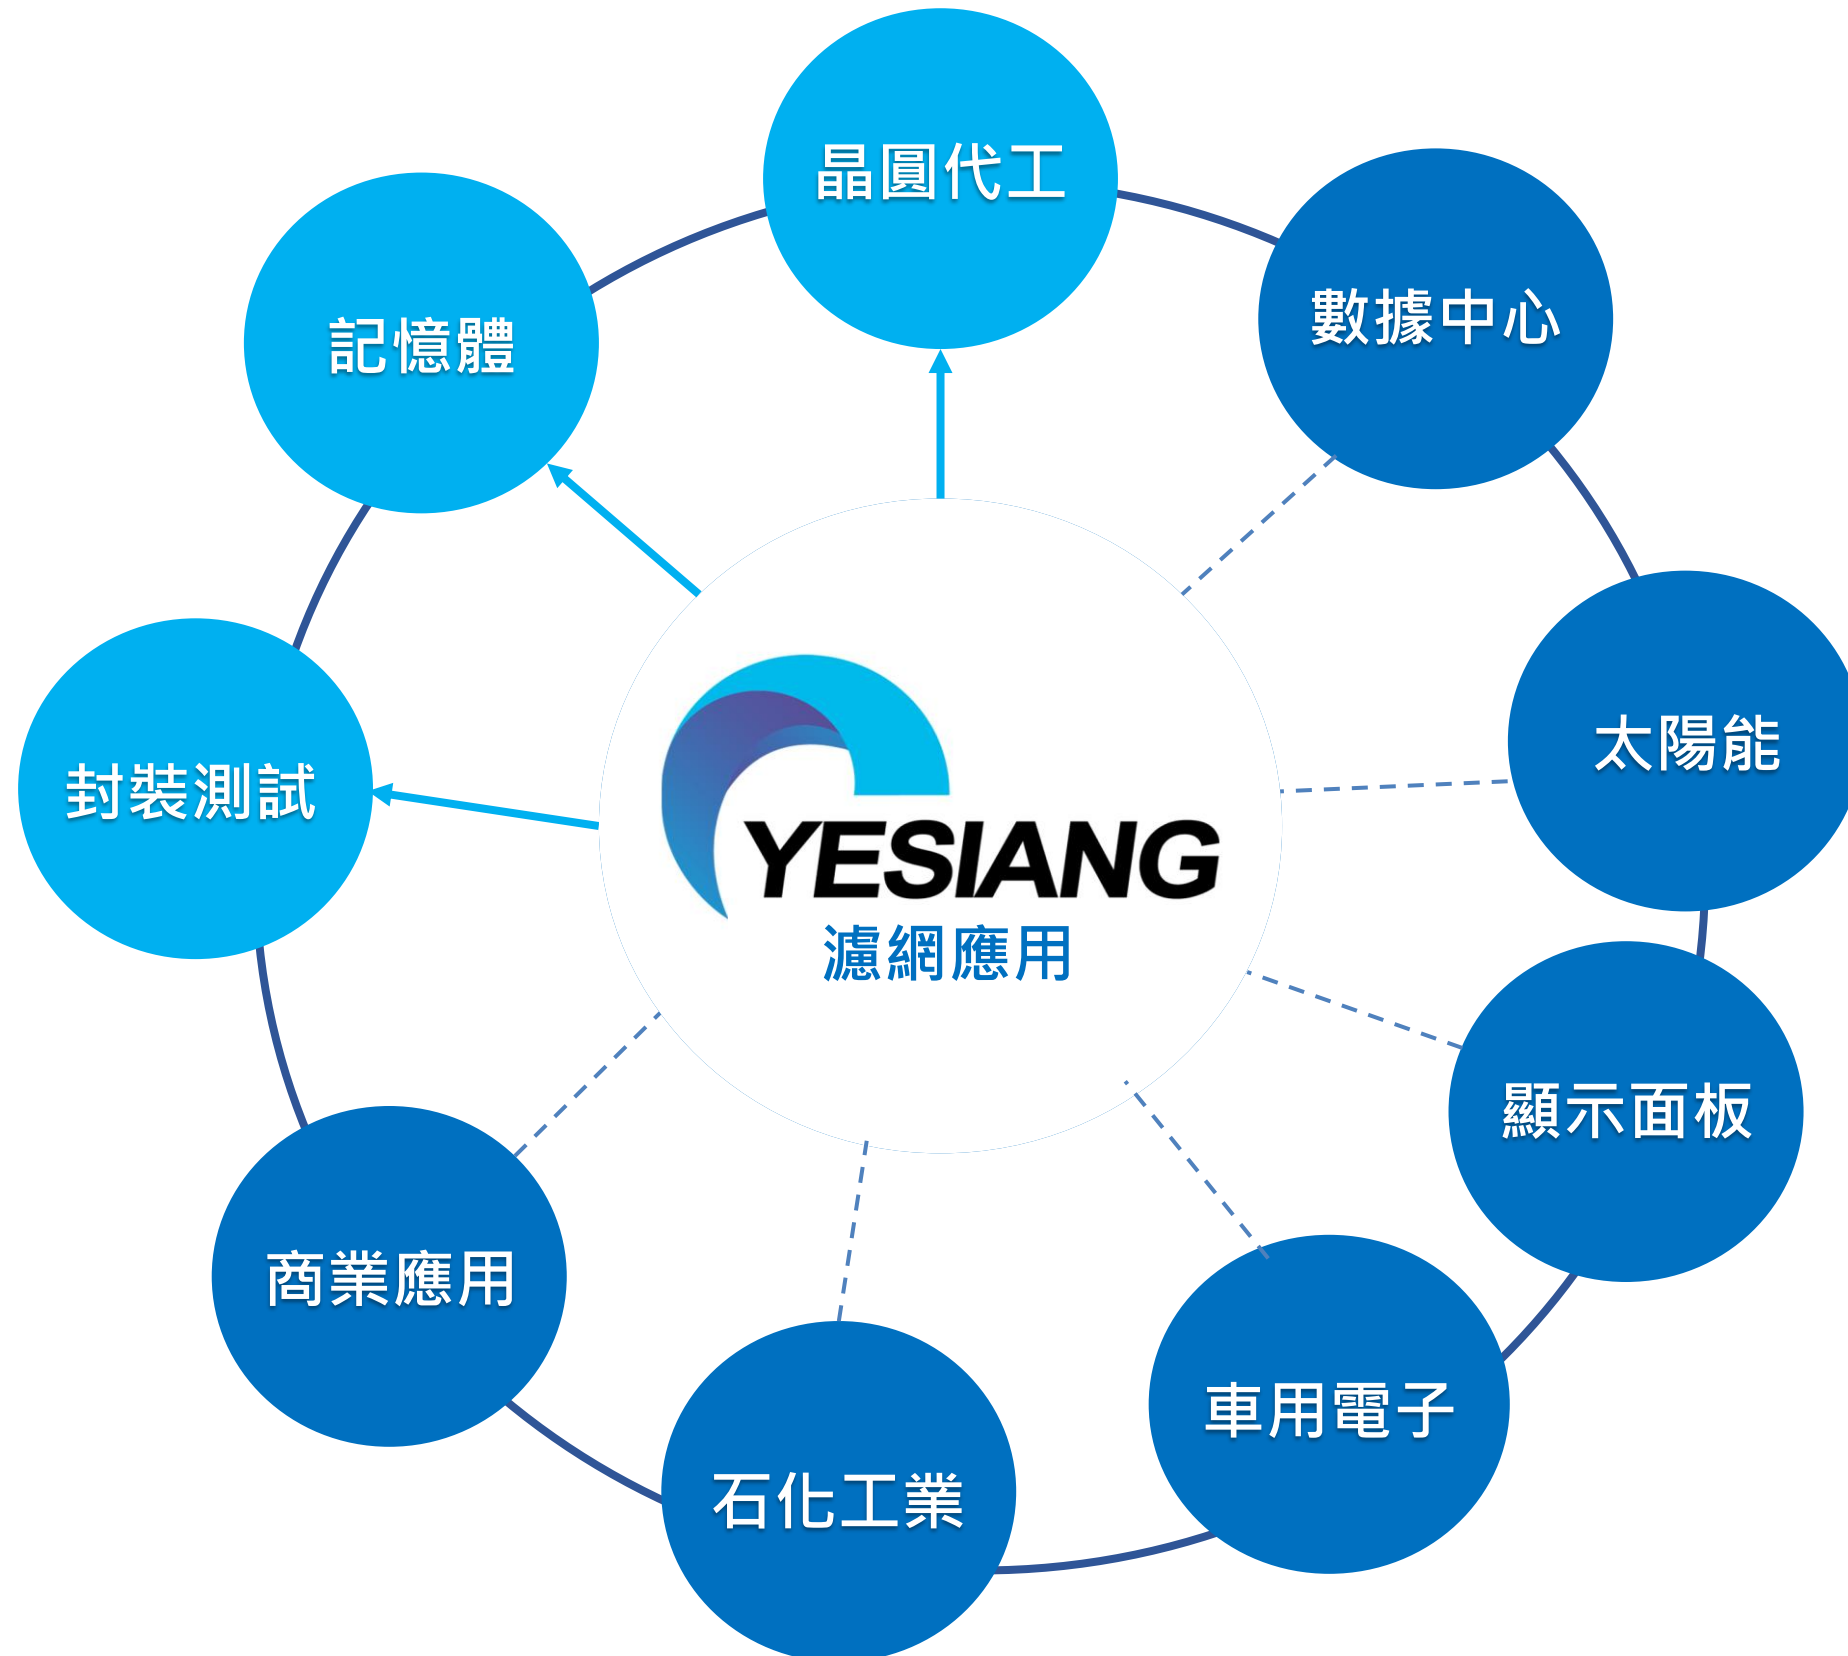 晶圓代工
數據中心
記憶體
太陽能
封裝測試
YESIANG
濾網應用
顯示面板
商業應用
車用電子
石化工業